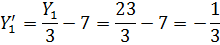 Y₁′ = Y₁/3 − 7 = 23/3 − 7 = −1/3